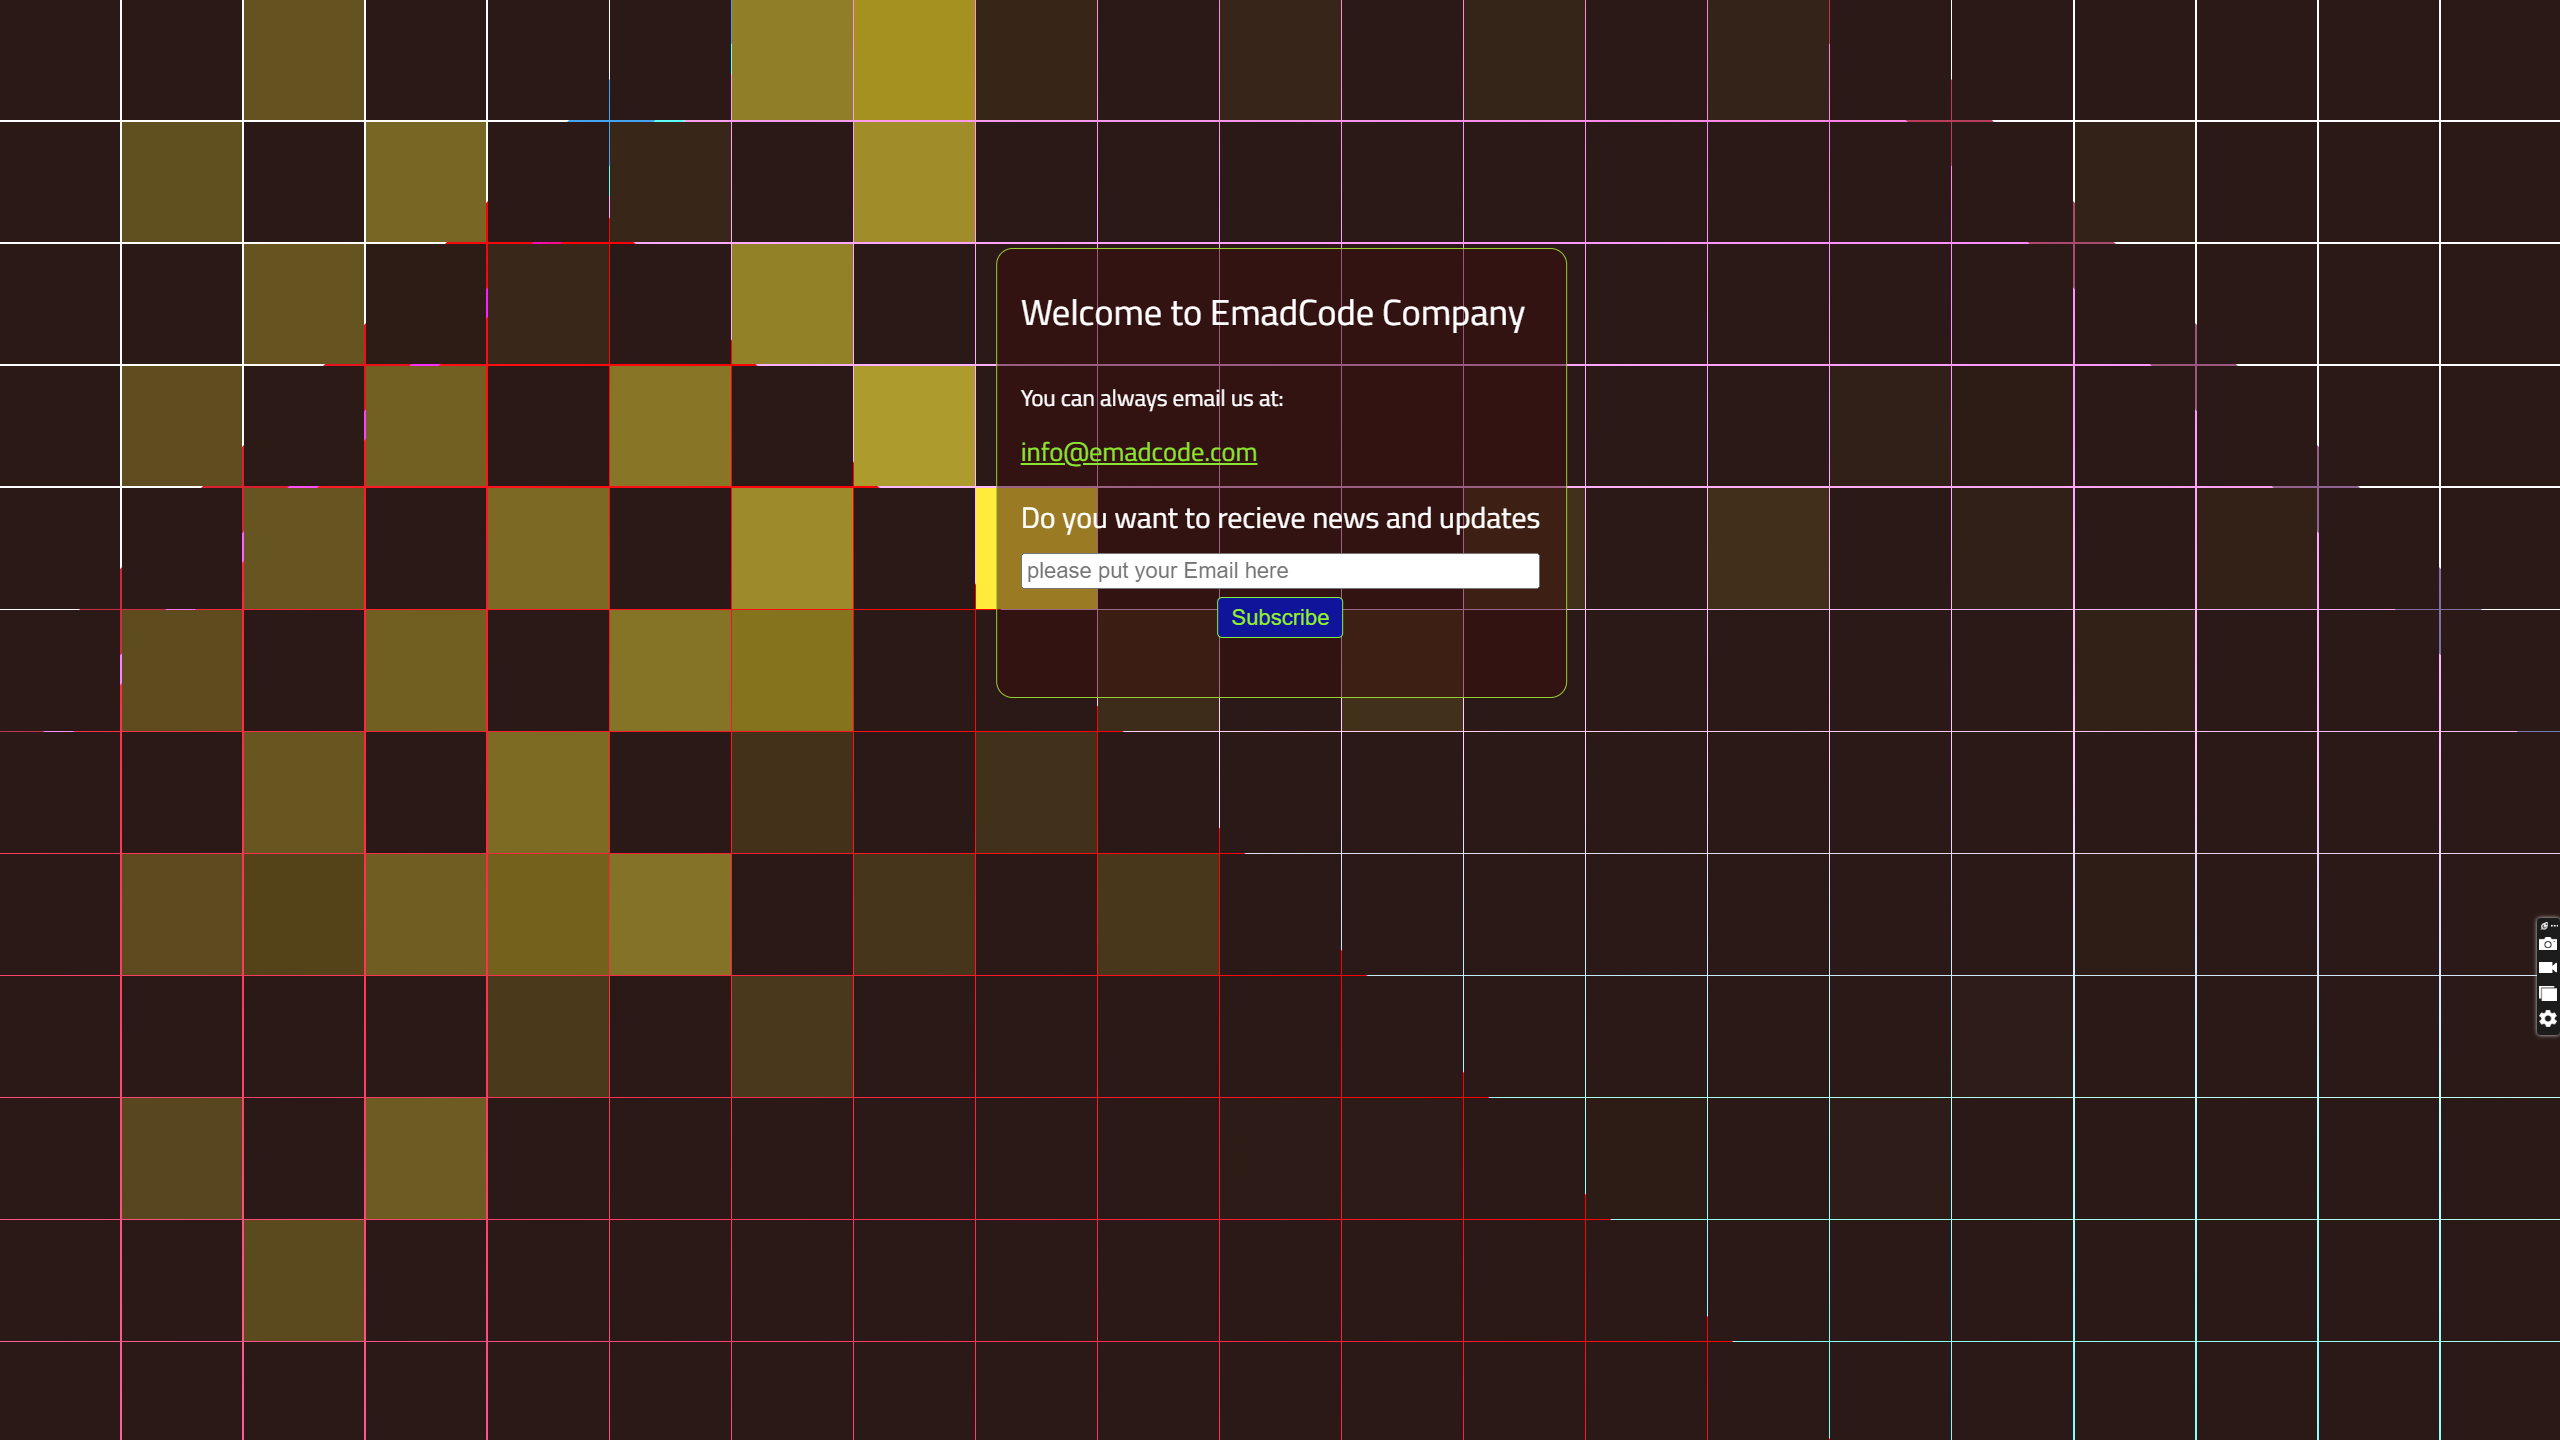 Welcome to EmadCode Company
You can always email us at:
info@emadcode.com
Do you want to recieve news and updates
please put your Email here
Subscribe